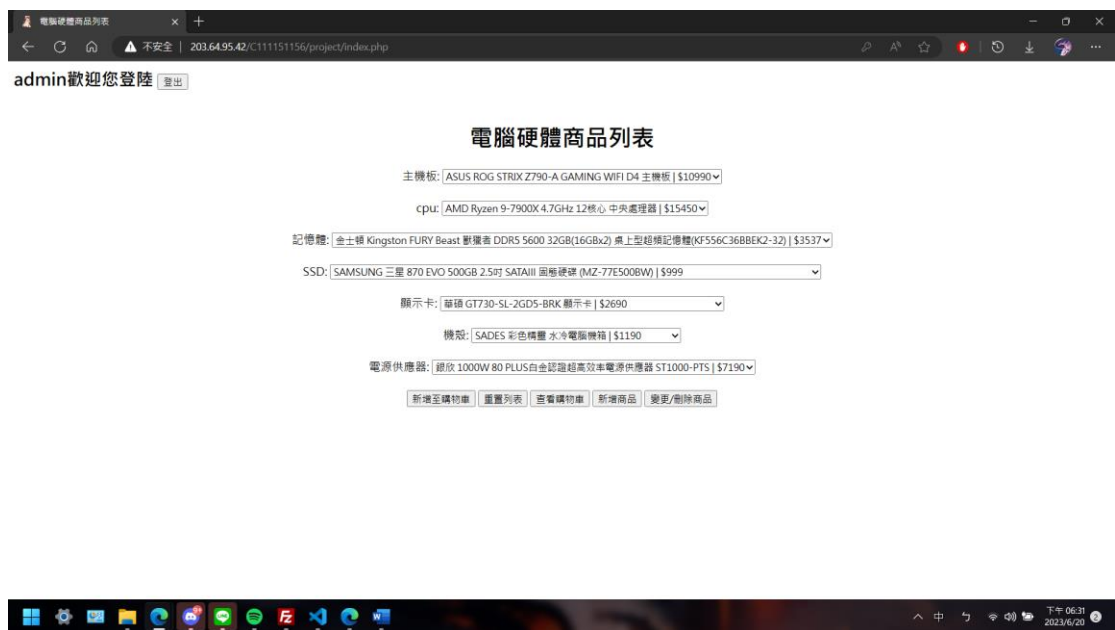 電腦硬體商品列表
不安全 | 203.64.95.42/C111151156/project/index.php
admin歡迎您登陸 登出
電腦硬體商品列表
主機板: ASUS ROG STRIX Z790-A GAMING WIFI D4 主機板 | $10990
cpu: AMD Ryzen 9-7900X 4.7GHz 12核心 中央處理器 | $15450
記憶體: 金士頓 Kingston FURY Beast 獸獵者 DDR5 5600 32GB(16GBx2) 桌上型超頻記憶體(KF556C36BBEK2-32) | $3537
SSD: SAMSUNG 三星 870 EVO 500GB 2.5吋 SATAIII 固態硬碟 (MZ-77E500BW) | $999
顯示卡: 華碩 GT730-SL-2GD5-BRK 顯示卡 | $2690
機殼: SADES 彩色精靈 水冷電腦機箱 | $1190
電源供應器: 銀欣 1000W 80 PLUS白金認證超高效率電源供應器 ST1000-PTS | $7190
新增至購物車 重置列表 查看購物車 新增商品 變更/刪除商品
中 ㄅ 下午 06:31
2023/6/20